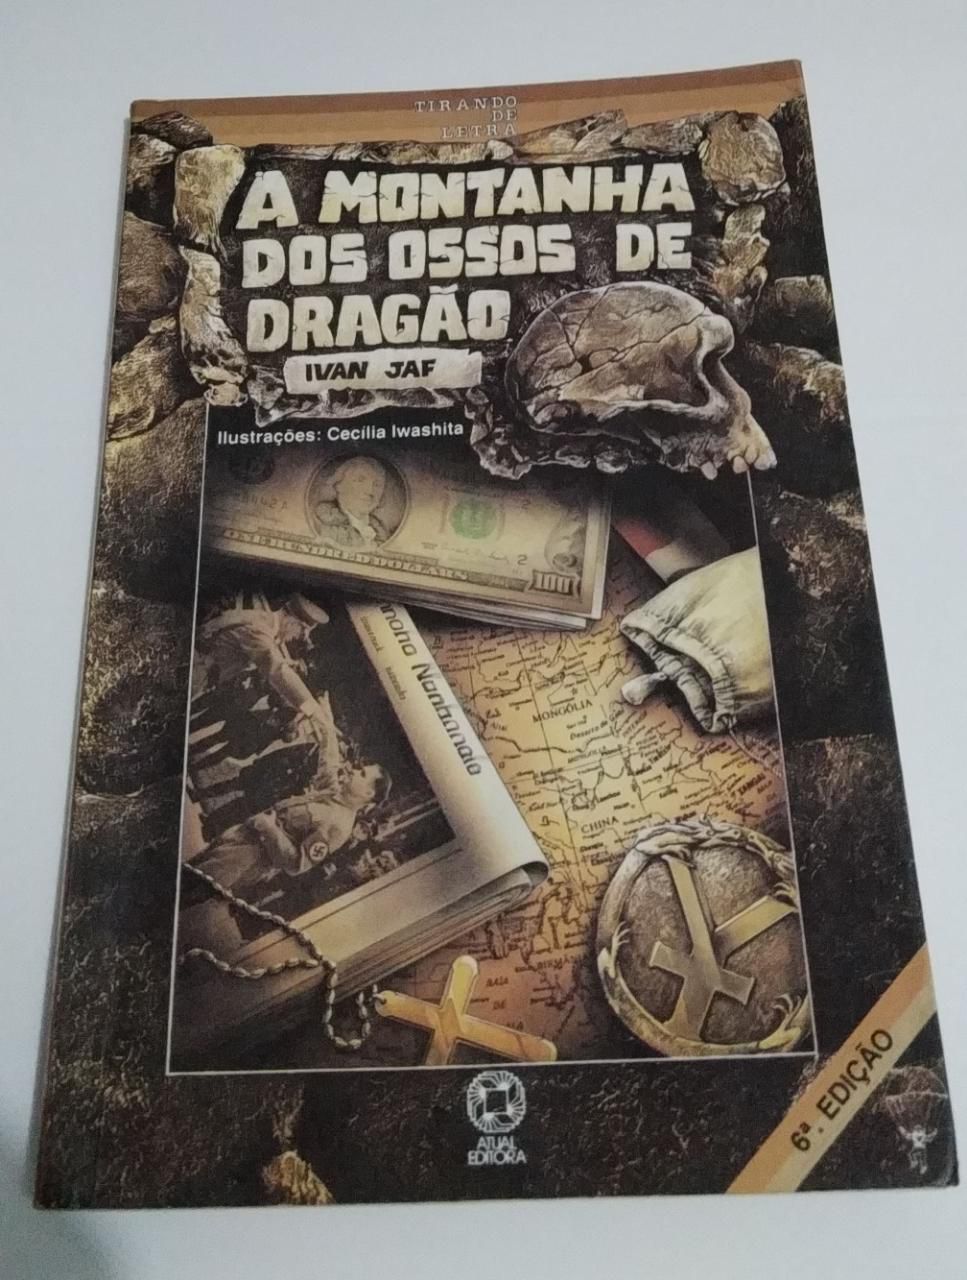 TIRANDO
DE
LETRA
A MONTANHA
DOS OSSOS DE
DRAGÃO
IVAN JAF
Ilustrações: Cecília Iwashita
ONE HUNDRED DOLLARS
100
MONGÓLIA
CHINA
6ª. EDIÇÃO
ATUAL
EDITORA